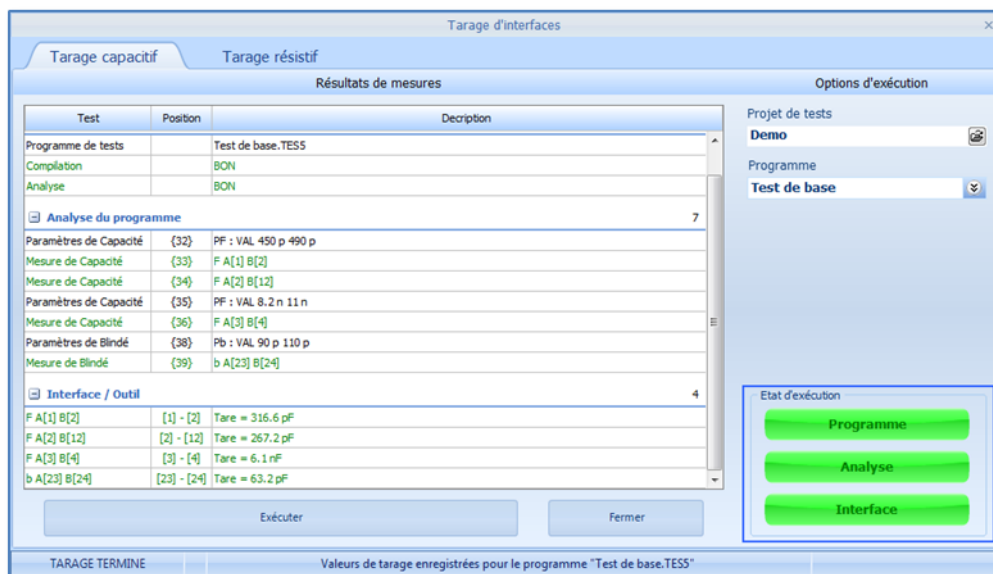 Tarage d'interfaces
Tarage capacitif Tarage résistif
Résultats de mesures Options d'exécution
Test Position Decription
Programme de tests Test de base.TES5
Compilation BON
Analyse BON
Analyse du programme 7
Paramètres de Capacité {32} PF : VAL 450 p 490 p
Mesure de Capacité {33} F A[1] B[2]
Mesure de Capacité {34} F A[2] B[12]
Paramètres de Capacité {35} PF : VAL 8.2 n 11 n
Mesure de Capacité {36} F A[3] B[4]
Paramètres de Blindé {38} Pb : VAL 90 p 110 p
Mesure de Blindé {39} b A[23] B[24]
Interface / Outil 4
F A[1] B[2] [1] - [2] Tare = 316.6 pF
F A[2] B[12] [2] - [12] Tare = 267.2 pF
F A[3] B[4] [3] - [4] Tare = 6.1 nF
b A[23] B[24] [23] - [24] Tare = 63.2 pF
Projet de tests
Demo
Programme
Test de base
Etat d'exécution
Programme
Analyse
Interface
Exécuter Fermer
TARAGE TERMINE Valeurs de tarage enregistrées pour le programme "Test de base.TES5"